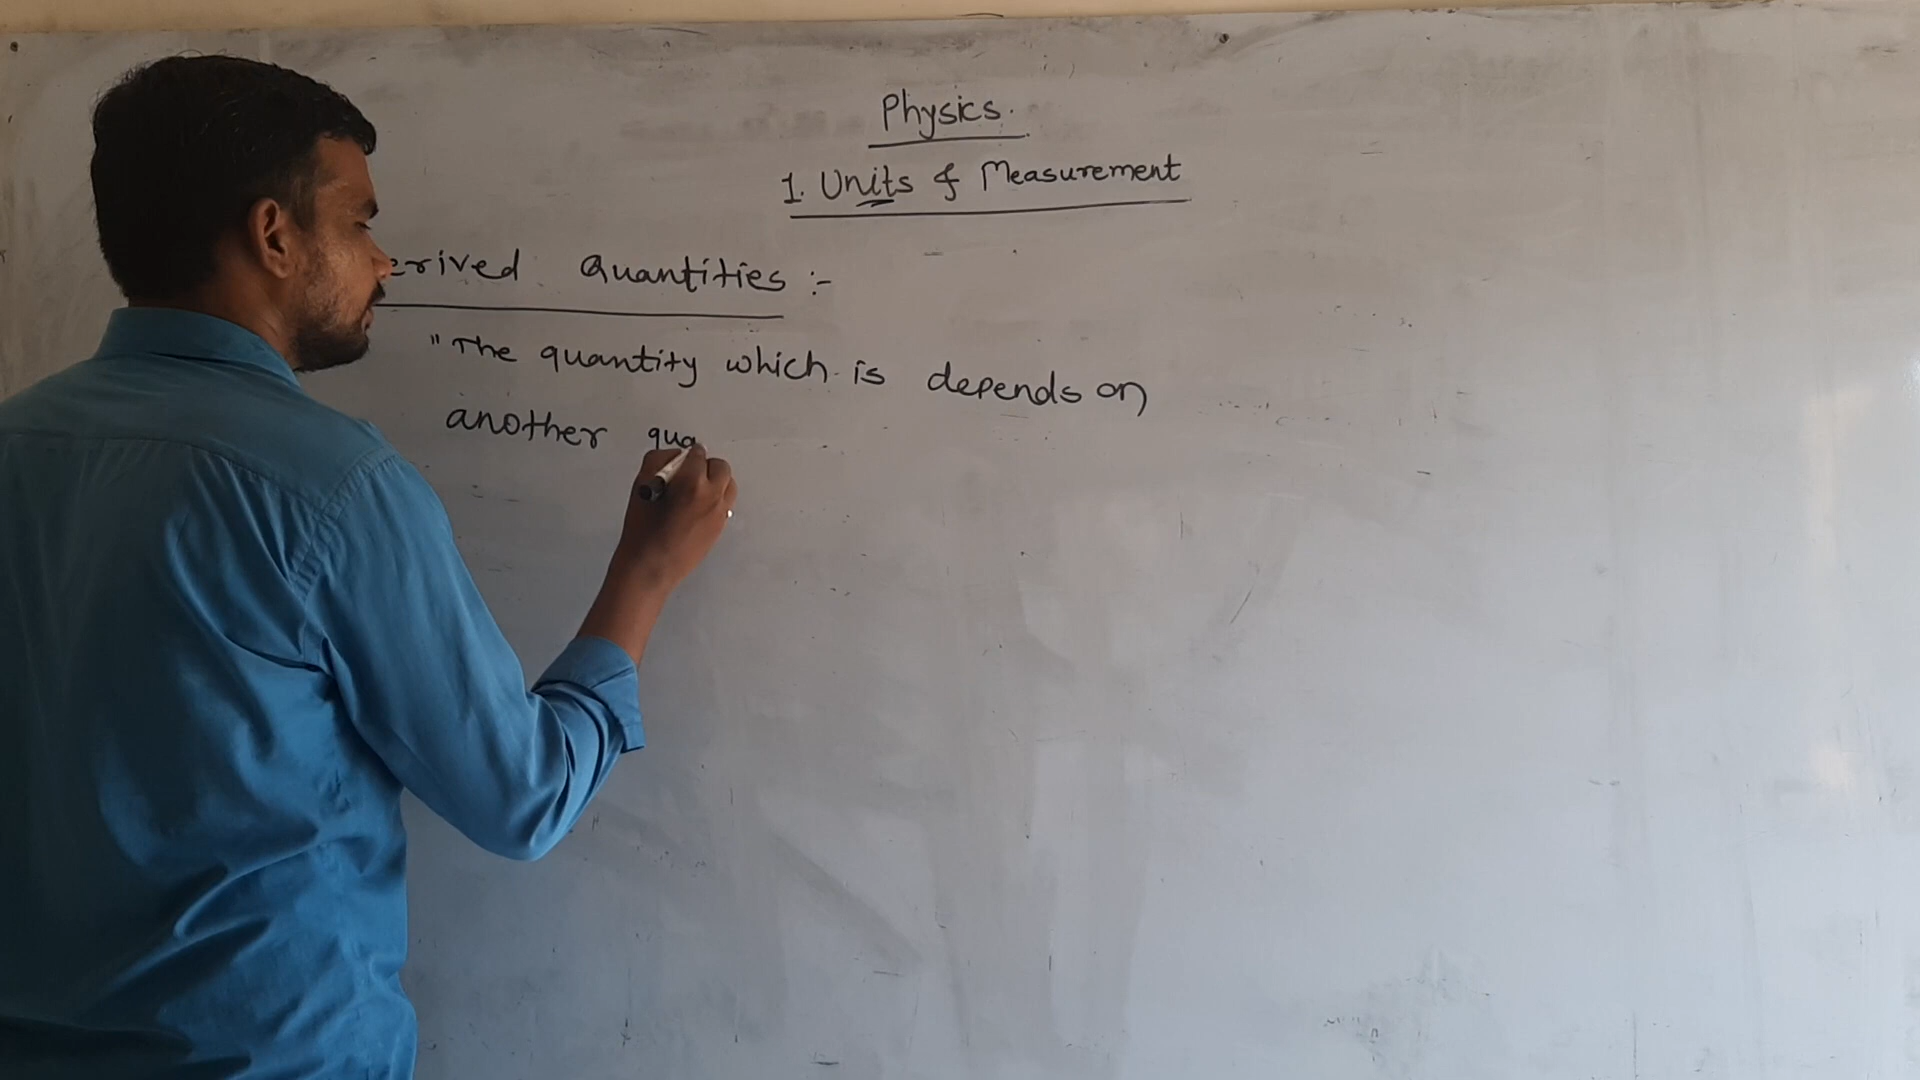 Physics.
1. Units & Measurement
erived Quantities :-
"The quantity which is depends on
another qua